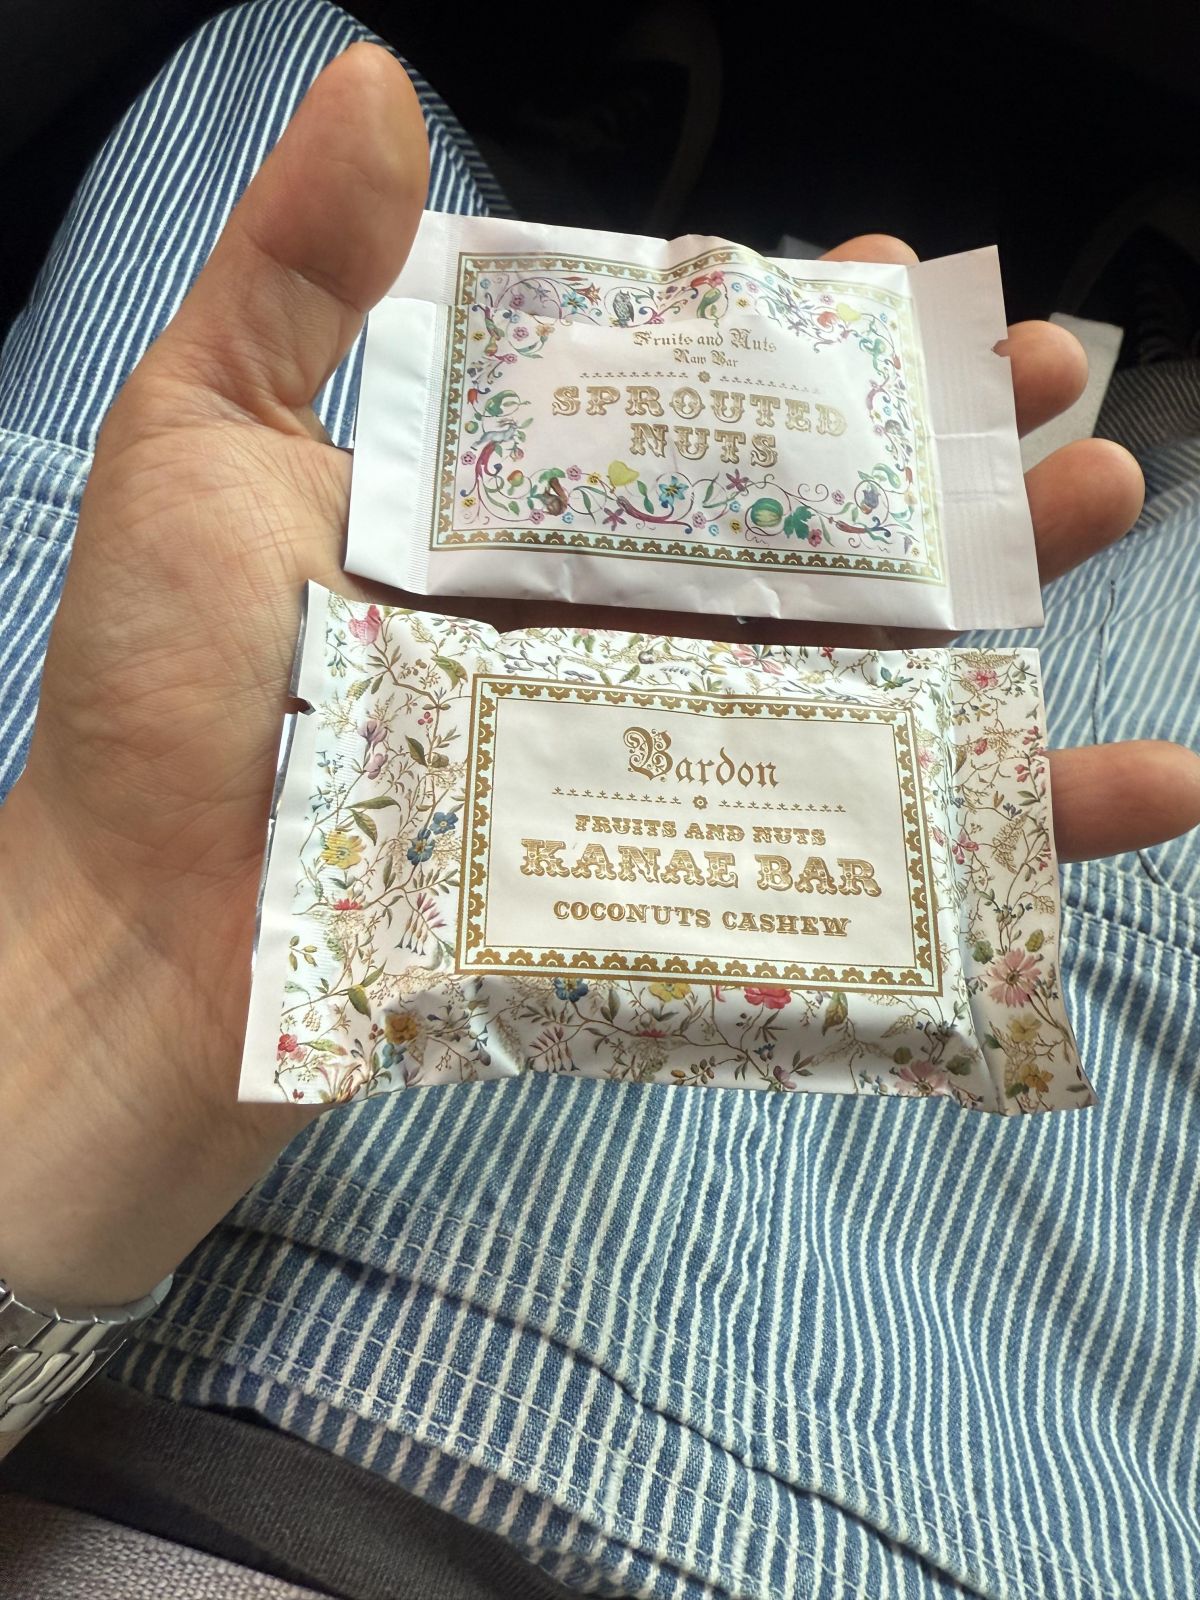 Fruits and Nuts
Raw Bar
SPROUTED
NUTS
Bardon
FRUITS AND NUTS
KANAE BAR
COCONUTS CASHEW